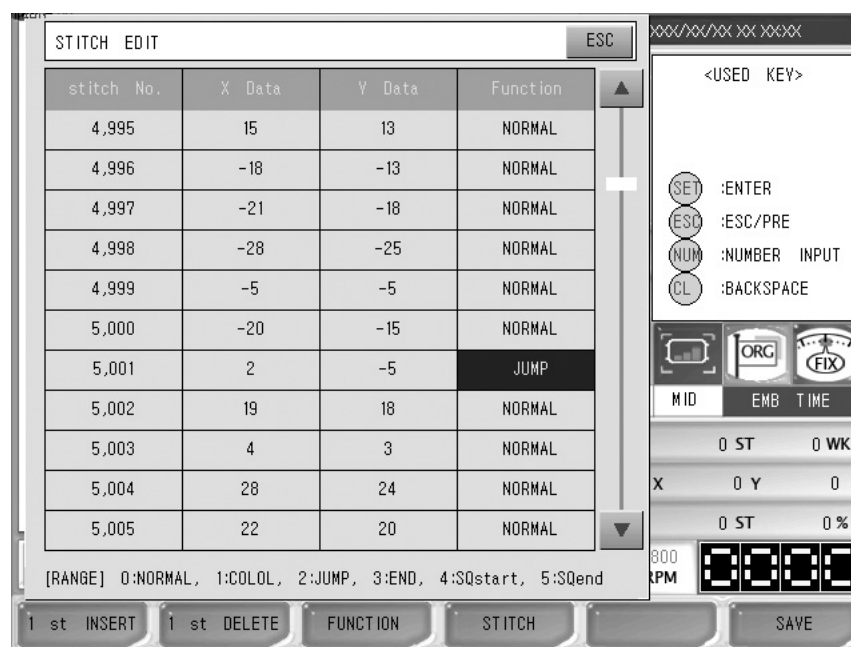 STITCH EDIT ESC
XXX/XX/XX XX XX:XX
<USED KEY>
stitch No. X Data Y Data Function
4,995 15 13 NORMAL
4,996 -18 -13 NORMAL
4,997 -21 -18 NORMAL
4,998 -28 -25 NORMAL
4,999 -5 -5 NORMAL
5,000 -20 -15 NORMAL
5,001 2 -5 JUMP
5,002 19 18 NORMAL
5,003 4 3 NORMAL
5,004 28 24 NORMAL
5,005 22 20 NORMAL
[RANGE] 0:NORMAL, 1:COLOL, 2:JUMP, 3:END, 4:SQstart, 5:SQend
SET :ENTER
ESC :ESC/PRE
NUM :NUMBER INPUT
CL :BACKSPACE
ORG FIX
MID EMB TIME
0 ST 0 WK
X 0 Y 0
0 ST 0 %
800
RPM
1 st INSERT 1 st DELETE FUNCTION STITCH SAVE